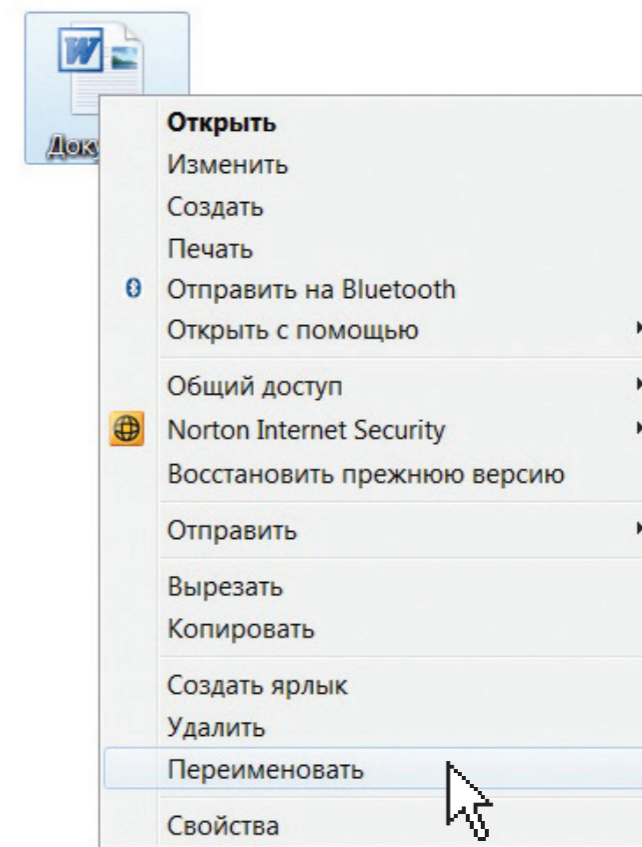 Открыть
Изменить
Создать
Печать
Отправить на Bluetooth
Открыть с помощью
Общий доступ
Norton Internet Security
Восстановить прежнюю версию
Отправить
Вырезать
Копировать
Создать ярлык
Удалить
Переименовать
Свойства